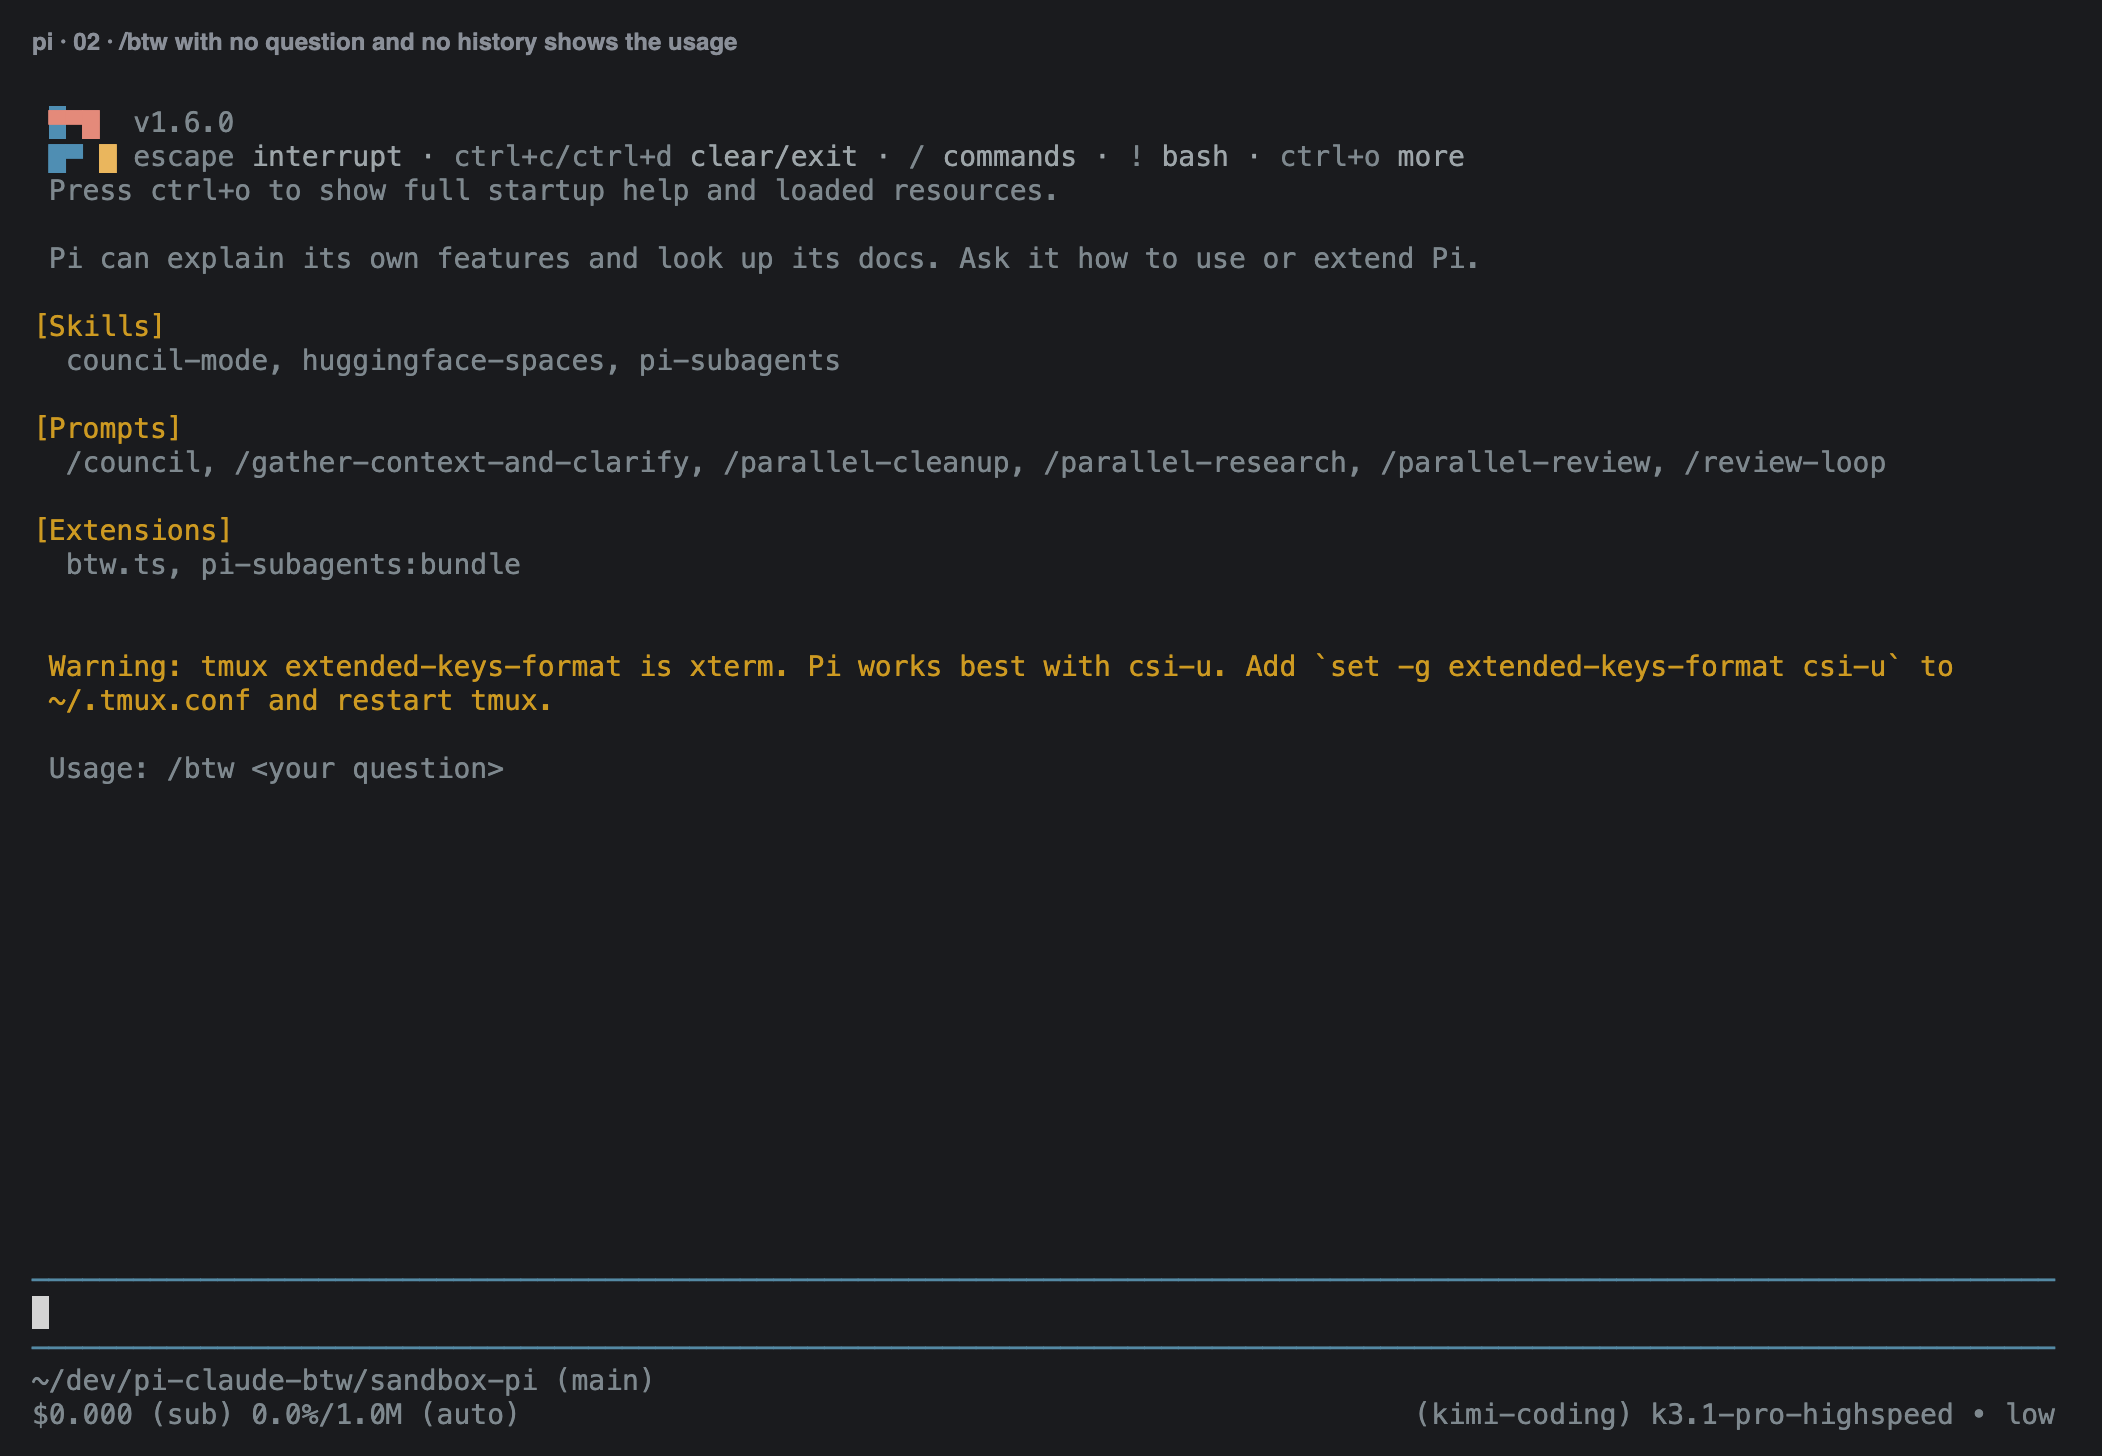 pi · 02 · /btw with no question and no history shows the usage
v1.6.0
escape interrupt · ctrl+c/ctrl+d clear/exit · / commands · ! bash · ctrl+o more
Press ctrl+o to show full startup help and loaded resources.
Pi can explain its own features and look up its docs. Ask it how to use or extend Pi.
[Skills]
council-mode, huggingface-spaces, pi-subagents
[Prompts]
/council, /gather-context-and-clarify, /parallel-cleanup, /parallel-research, /parallel-review, /review-loop
[Extensions]
btw.ts, pi-subagents:bundle
Warning: tmux extended-keys-format is xterm. Pi works best with csi-u. Add `set -g extended-keys-format csi-u` to
~/.tmux.conf and restart tmux.
Usage: /btw <your question>
~/dev/pi-claude-btw/sandbox-pi (main)
$0.000 (sub) 0.0%/1.0M (auto) (kimi-coding) k3.1-pro-highspeed • low